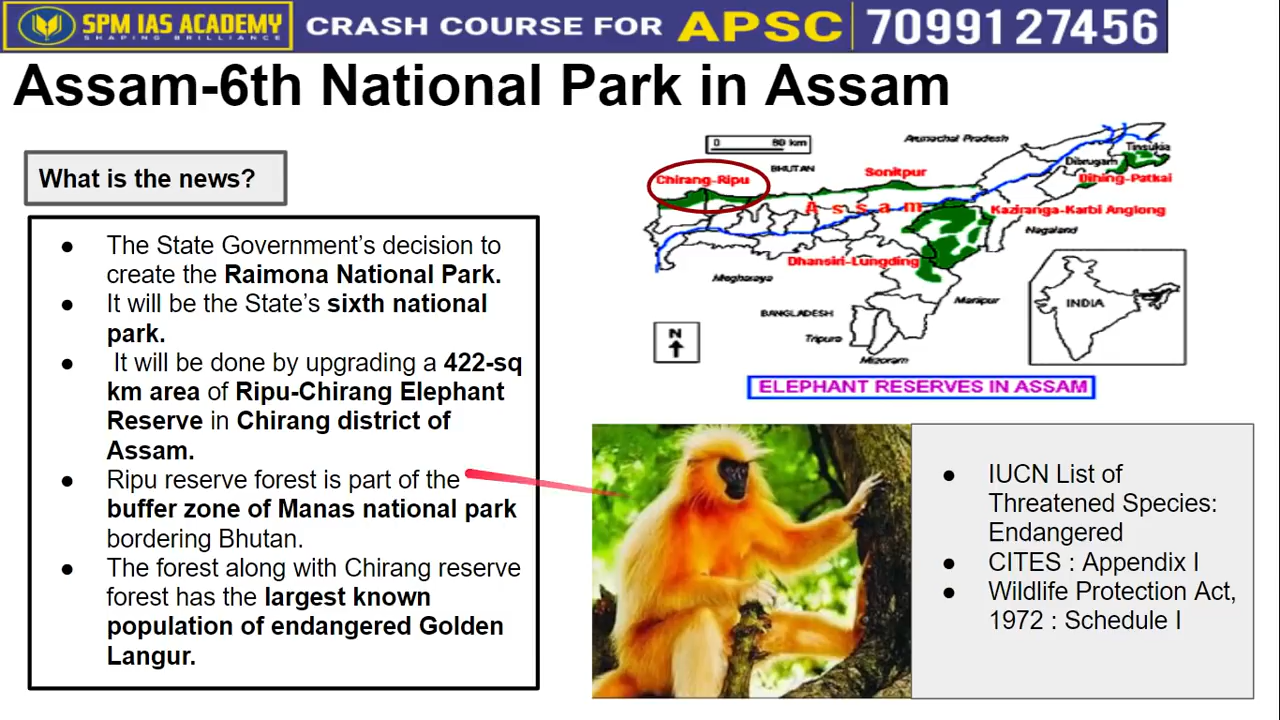 SPM IAS ACADEMY
SHAPING BRILLIANCE
CRASH COURSE FOR APSC 7099127456
Assam-6th National Park in Assam
What is the news?
● The State Government’s decision to
create the Raimona National Park.
● It will be the State’s sixth national
park.
● It will be done by upgrading a 422-sq
km area of Ripu-Chirang Elephant
Reserve in Chirang district of
Assam.
● Ripu reserve forest is part of the
buffer zone of Manas national park
bordering Bhutan.
● The forest along with Chirang reserve
forest has the largest known
population of endangered Golden
Langur.
0 80 km
Arunachal Pradesh
Tinsukia
Dibrugarh
BHUTAN
Sonitpur
Chirang-Ripu
Dihing-Patkai
Assam
Kaziranga-Karbi Anglong
Nagaland
Dhansiri-Lungding
Meghalaya
INDIA
Manipur
BANGLADESH
N
Tripura
Mizoram
ELEPHANT RESERVES IN ASSAM
● IUCN List of
Threatened Species:
Endangered
● CITES : Appendix I
● Wildlife Protection Act,
1972 : Schedule I